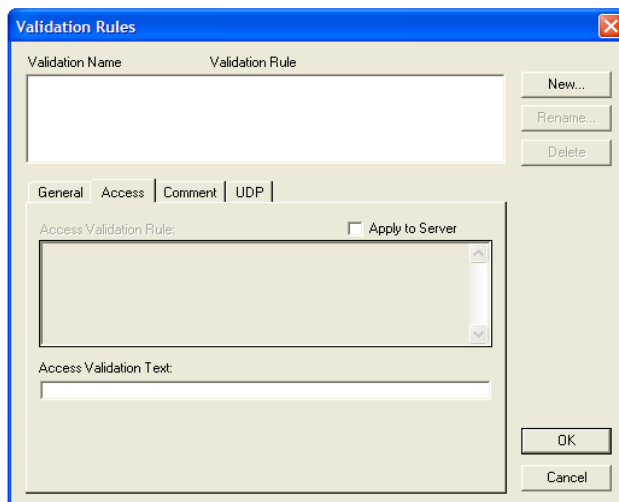 Validation Rules
Validation Name Validation Rule
New...
Rename...
Delete
General Access Comment UDP
Access Validation Rule: Apply to Server
Access Validation Text:
OK
Cancel